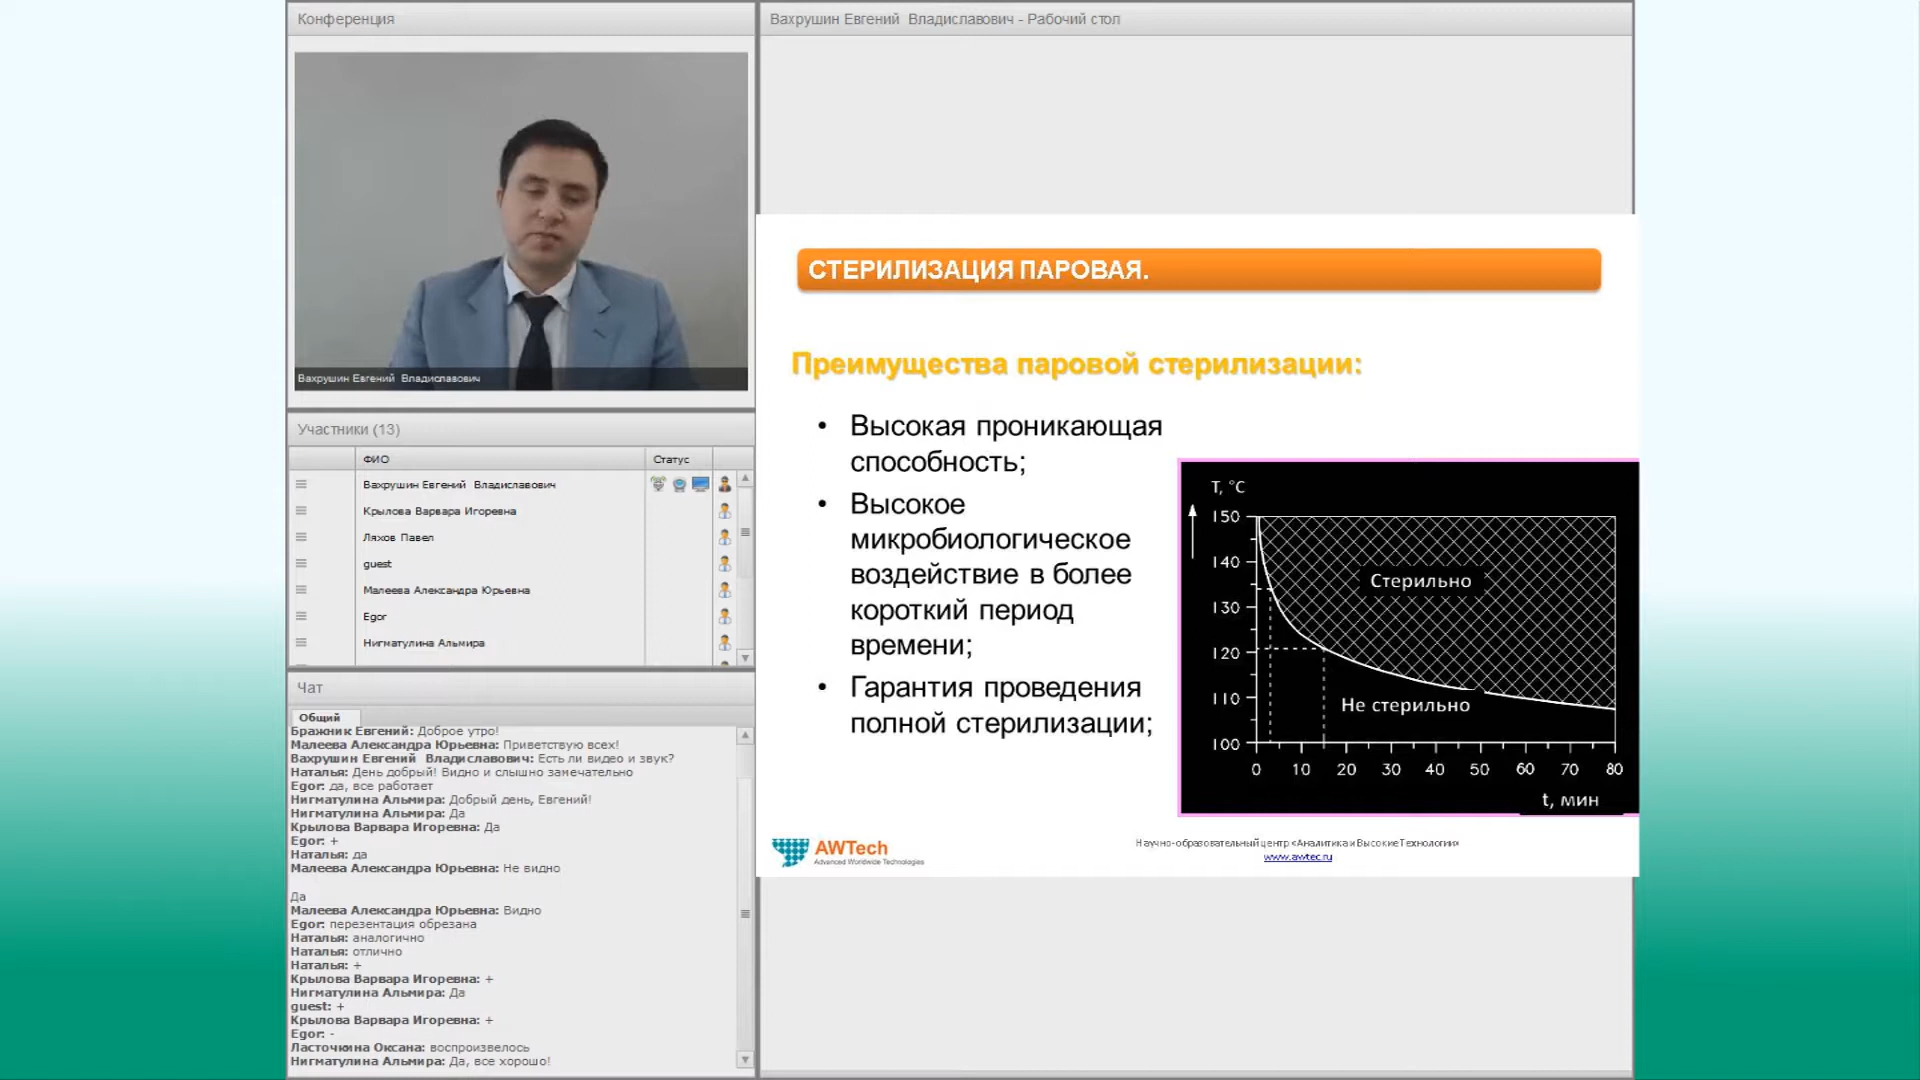 Конференция
Вахрушин Евгений Владиславович
Участники (13)
ФИО
Статус
Вахрушин Евгений Владиславович
Крылова Варвара Игоревна
Ляхов Павел
guest
Малеева Александра Юрьевна
Egor
Нигматулина Альмира
Чат
Общий
Бражник Евгений: Доброе утро!
Малеева Александра Юрьевна: Приветствую всех!
Вахрушин Евгений Владиславович: Есть ли видео и звук?
Наталья: День добрый! Видно и слышно замечательно
Egor: да, все работает
Нигматулина Альмира: Добрый день, Евгений!
Нигматулина Альмира: Да
Крылова Варвара Игоревна: Да
Egor: +
Наталья: да
Малеева Александра Юрьевна: Не видно
Да
Малеева Александра Юрьевна: Видно
Egor: перезентация обрезана
Наталья: аналогично
Наталья: отлично
Наталья: +
Крылова Варвара Игоревна: +
Нигматулина Альмира: Да
guest: +
Крылова Варвара Игоревна: +
Egor: -
Ласточкина Оксана: воспроизвелось
Нигматулина Альмира: Да, все хорошо!
Вахрушин Евгений Владиславович - Рабочий стол
СТЕРИЛИЗАЦИЯ ПАРОВАЯ.
Преимущества паровой стерилизации:
• Высокая проникающая
способность;
• Высокое
микробиологическое
воздействие в более
короткий период
времени;
• Гарантия проведения
полной стерилизации;
T, °C
150
140
130
120
110
100
Стерильно
Не стерильно
0 10 20 30 40 50 60 70 80
t, мин
AWTech
Advanced Worldwide Technologies
Научно-образовательный центр «Аналитика и Высокие Технологии»
www.awtec.ru